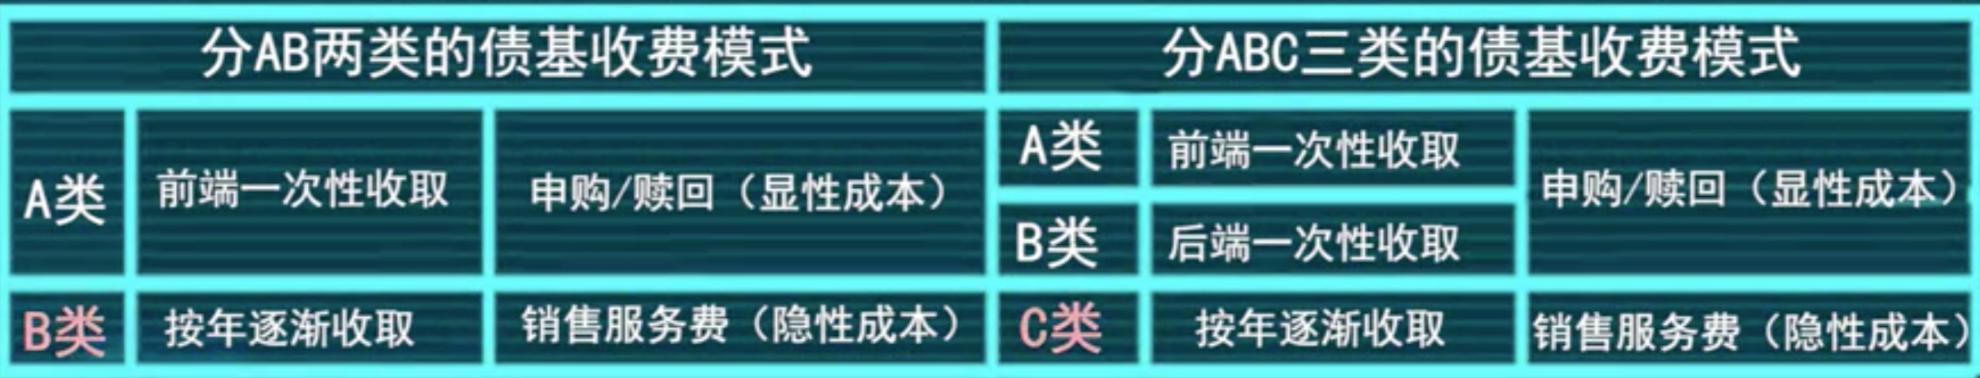 分AB两类的债基收费模式
分ABC三类的债基收费模式
A类
前端一次性收取
申购/赎回（显性成本）
B类
按年逐渐收取
销售服务费（隐性成本）
A类
前端一次性收取
申购/赎回（显性成本）
B类
后端一次性收取
C类
按年逐渐收取
销售服务费（隐性成本）